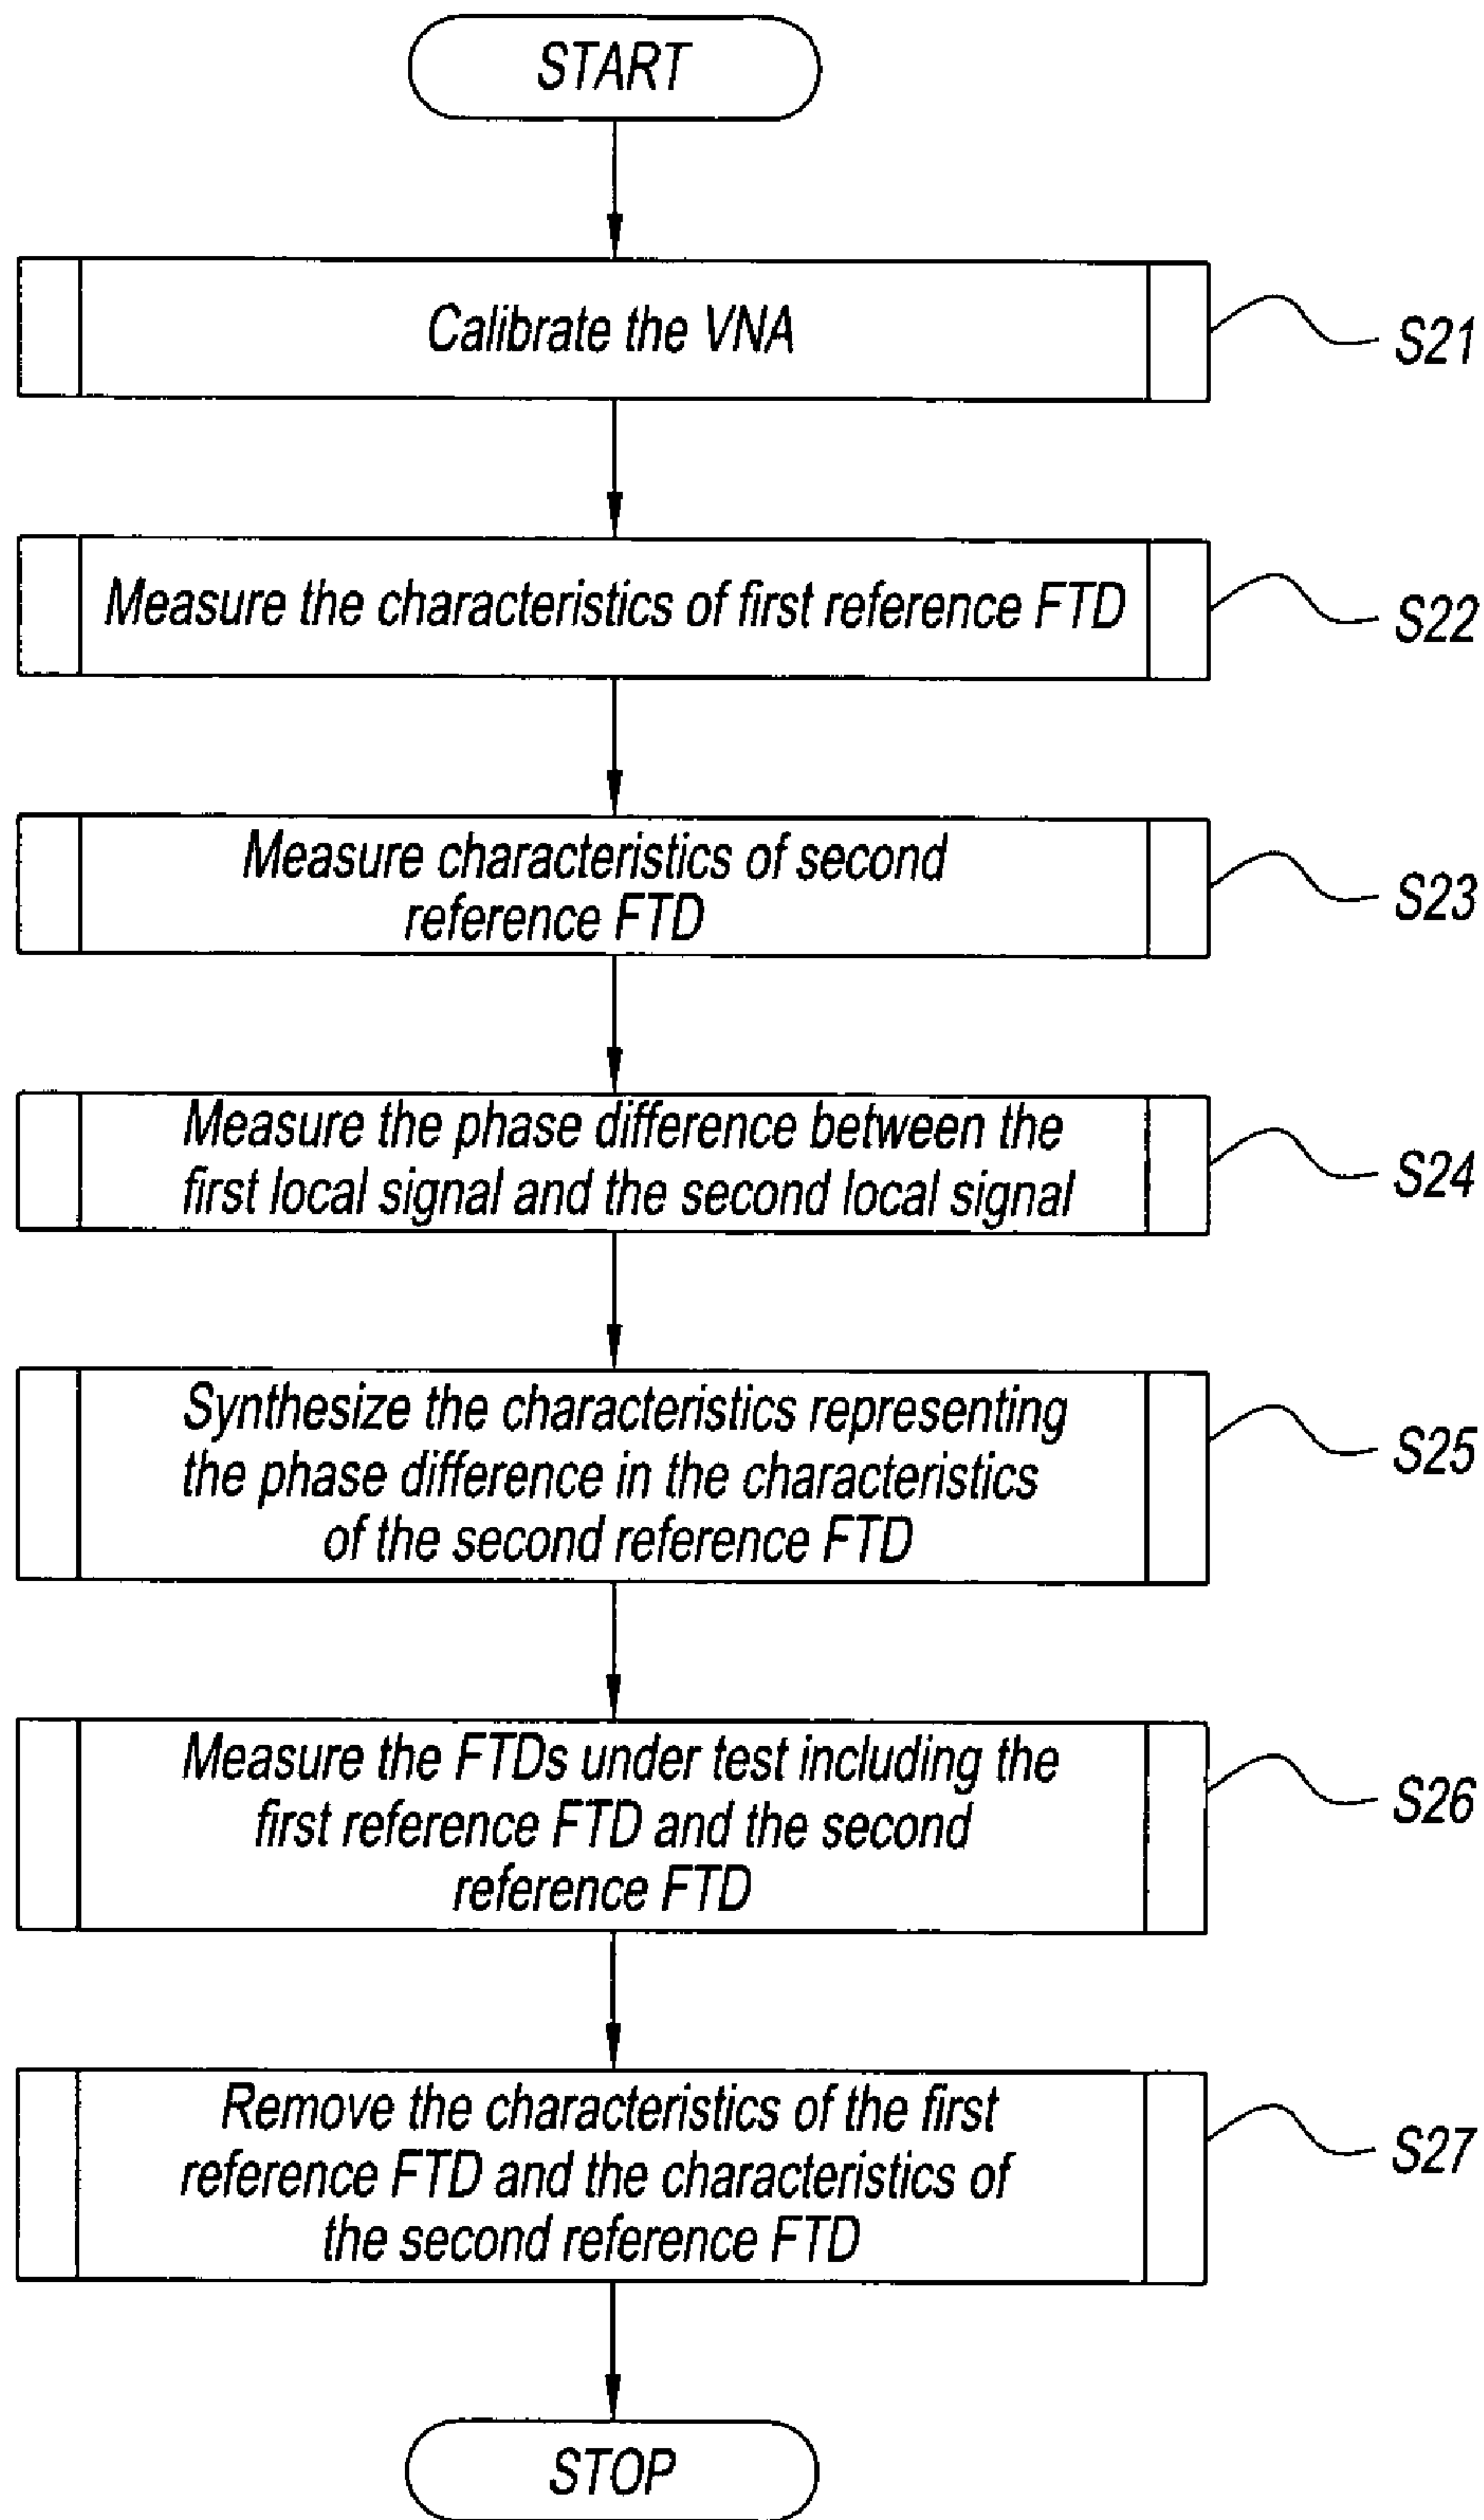 START
Calibrate the VNA
S21
Measure the characteristics of first reference FTD
S22
Measure characteristics of second
reference FTD
S23
Measure the phase difference between the
first local signal and the second local signal
S24
Synthesize the characteristics representing
the phase difference in the characteristics
of the second reference FTD
S25
Measure the FTDs under test including the
first reference FTD and the second
reference FTD
S26
Remove the characteristics of the first
reference FTD and the characteristics of
the second reference FTD
S27
STOP